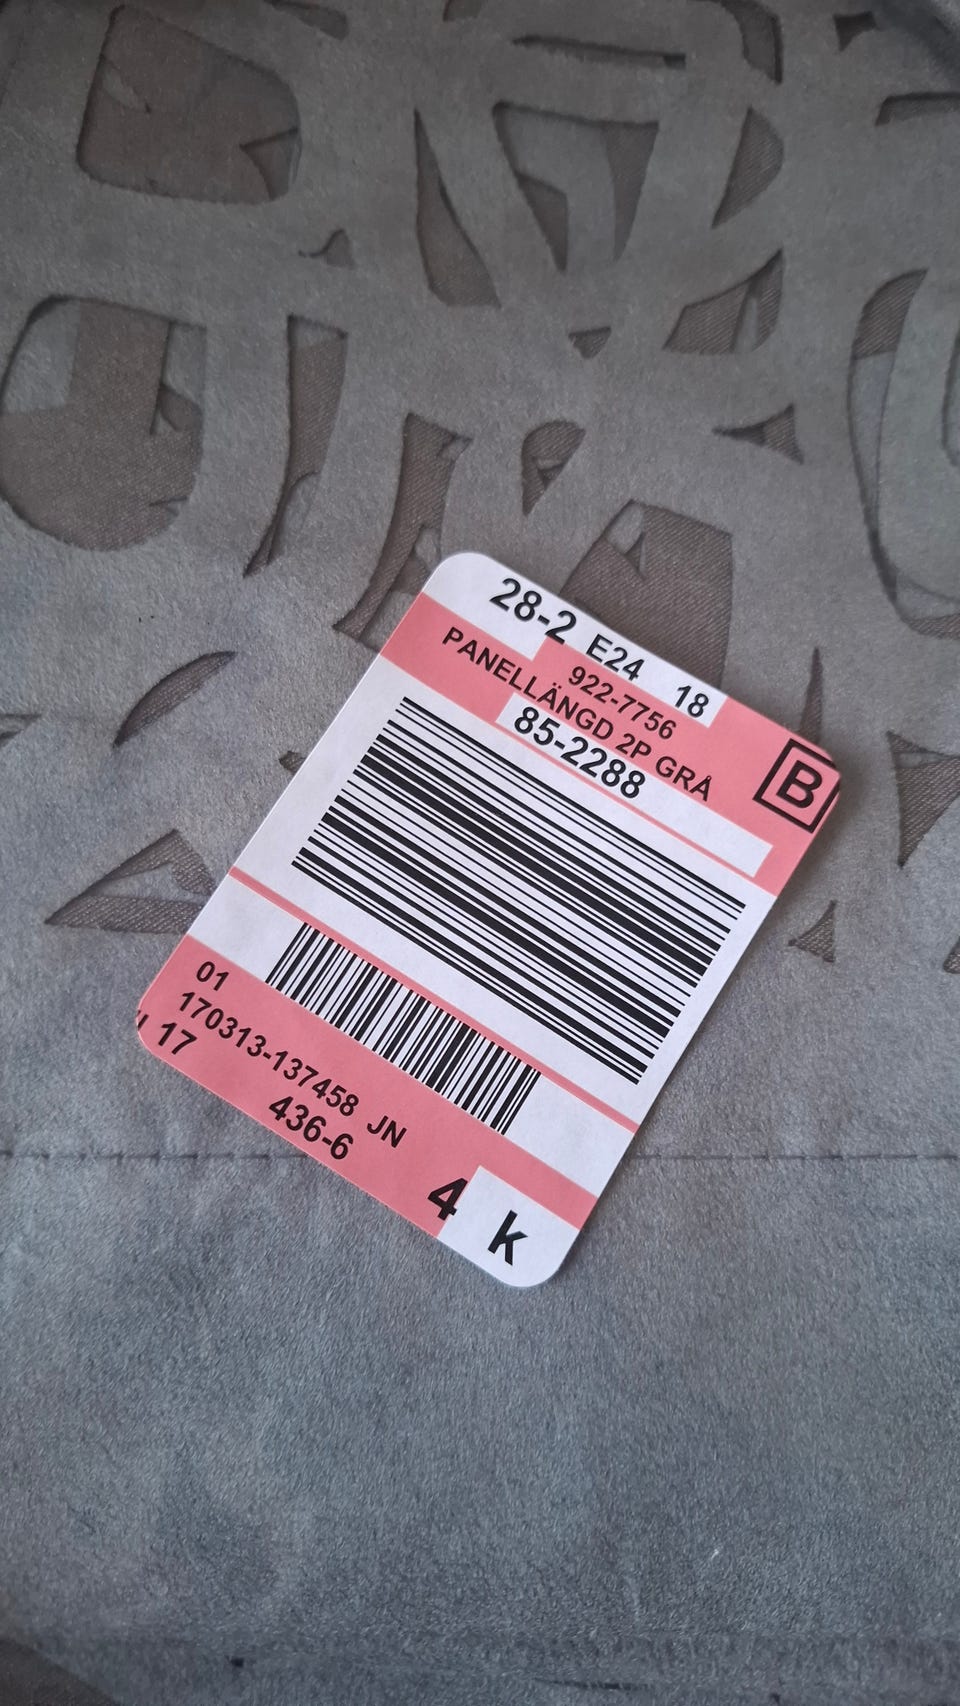 28-2 E24 18
922-7756
PANELLÄNGD 2P GRÅ
85-2288
B
01
170313-137458 JN
17
436-6
4 k